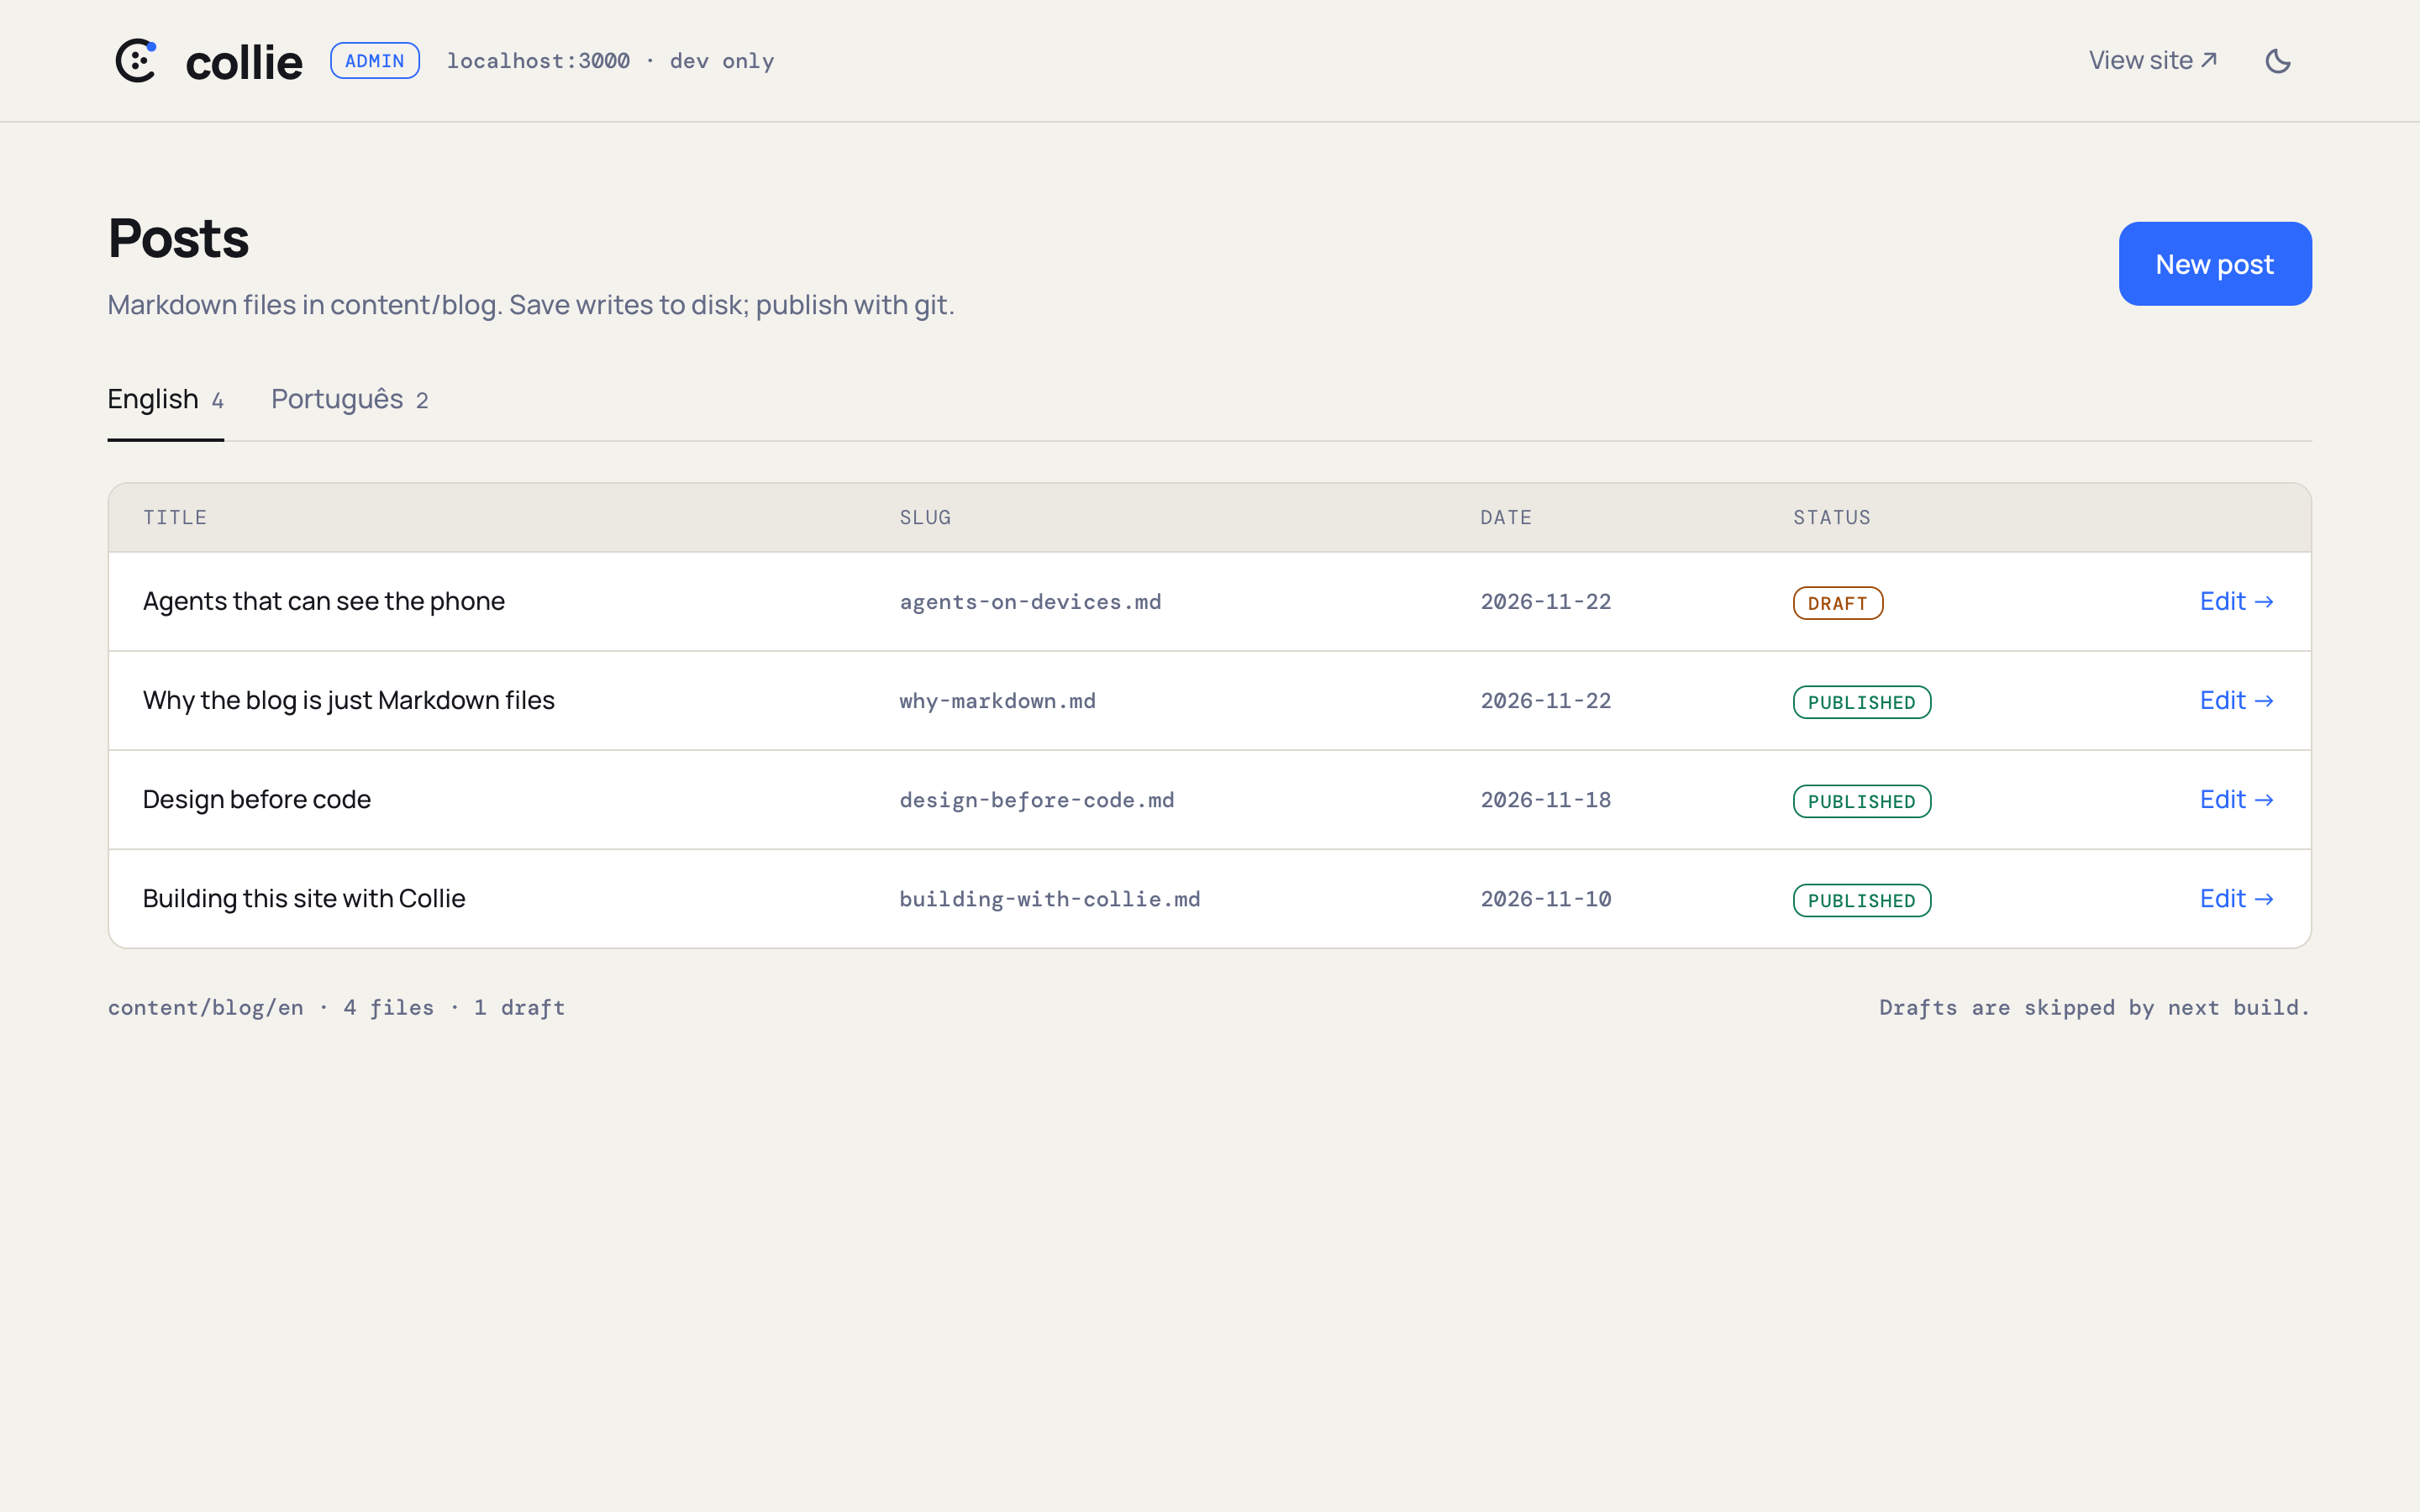 collie ADMIN localhost:3000 · dev only View site ↗
Posts
New post
Markdown files in content/blog. Save writes to disk; publish with git.
English 4 Português 2
TITLE SLUG DATE STATUS
Agents that can see the phone agents-on-devices.md 2026-11-22 DRAFT Edit →
Why the blog is just Markdown files why-markdown.md 2026-11-22 PUBLISHED Edit →
Design before code design-before-code.md 2026-11-18 PUBLISHED Edit →
Building this site with Collie building-with-collie.md 2026-11-10 PUBLISHED Edit →
content/blog/en · 4 files · 1 draft Drafts are skipped by next build.